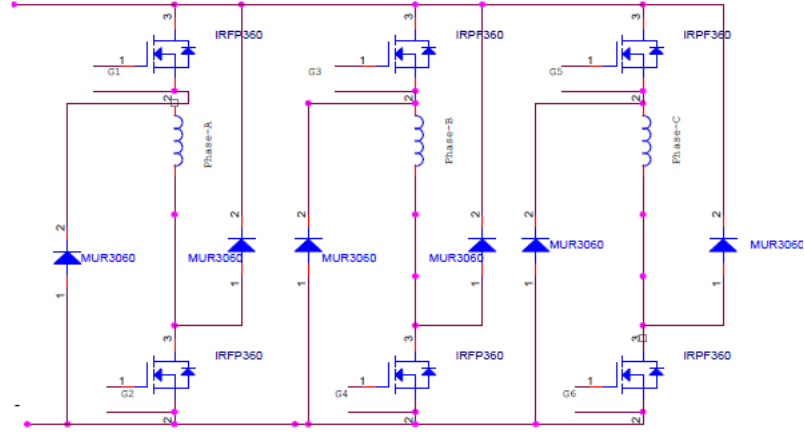 3 3 3
IRFP360 IRPF360 IRPF360
1 1 1
G1 G3 G5
2 2 2
Phase-A Phase-B Phase-C
2 2 2 2 2 2
MUR3060 MUR3060 MUR3060 MUR3060 MUR3060
1 1 1 1 1 1
3 3 3
IRFP360 IRFP360 IRPF360
1 1 1
G2 G4 G6
-
2 2 2